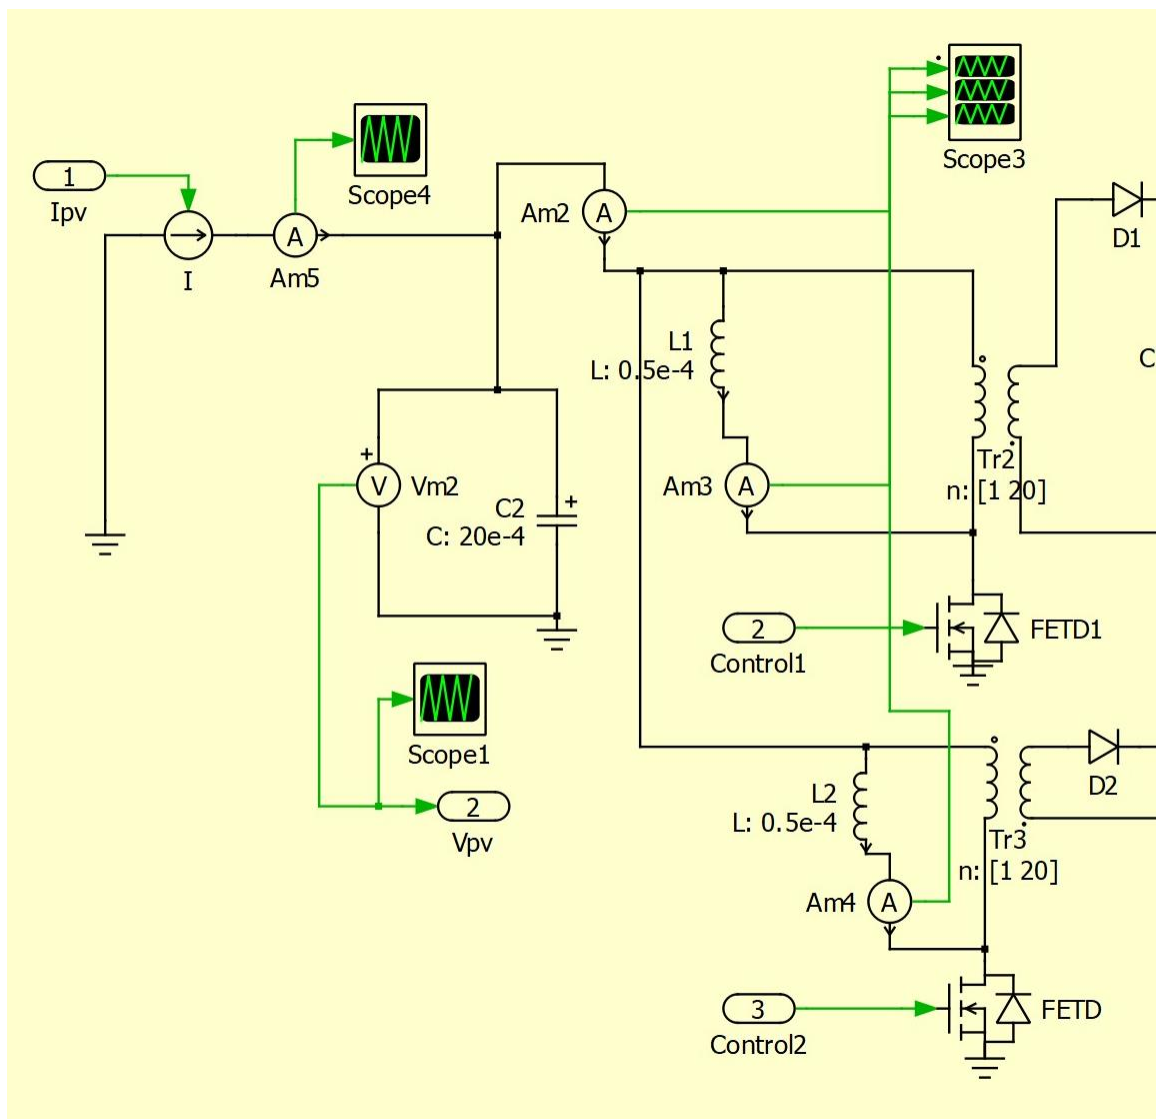 Scope3
1
Ipv
Scope4
A
Am5
I
Am2
A
D1
L1
L: 0.5e-4
C
V
Vm2
C2
C: 20e-4
Am3
A
Tr2
n: [1 20]
2
Control1
FETD1
Scope1
2
Vpv
D2
L2
L: 0.5e-4
Tr3
n: [1 20]
Am4
A
3
Control2
FETD